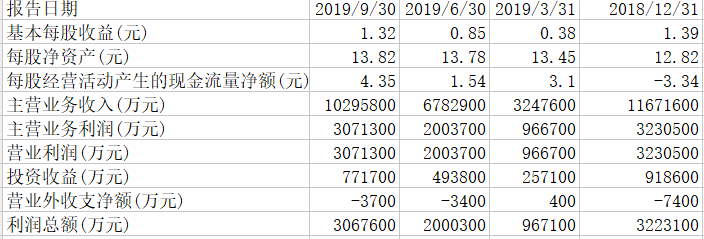 报告日期 2019/9/30 2019/6/30 2019/3/31 2018/12/31
基本每股收益(元) 1.32 0.85 0.38 1.39
每股净资产(元) 13.82 13.78 13.45 12.82
每股经营活动产生的现金流量净额(元) 4.35 1.54 3.1 -3.34
主营业务收入(万元) 10295800 6782900 3247600 11671600
主营业务利润(万元) 3071300 2003700 966700 3230500
营业利润(万元) 3071300 2003700 966700 3230500
投资收益(万元) 771700 493800 257100 918600
营业外收支净额(万元) -3700 -3400 400 -7400
利润总额(万元) 3067600 2000300 967100 3223100